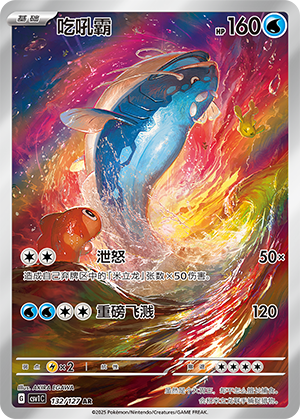 基础
吃吼霸
HP 160
泄怒 50×
造成自己弃牌区中的「米立龙」张数×50伤害。
重磅飞溅 120
弱点 ×2 抗性 撤退
Illus. AKIRA EGAWA
G CSV1C 132/127 AR
©2025 Pokémon/Nintendo/Creatures/GAME FREAK.